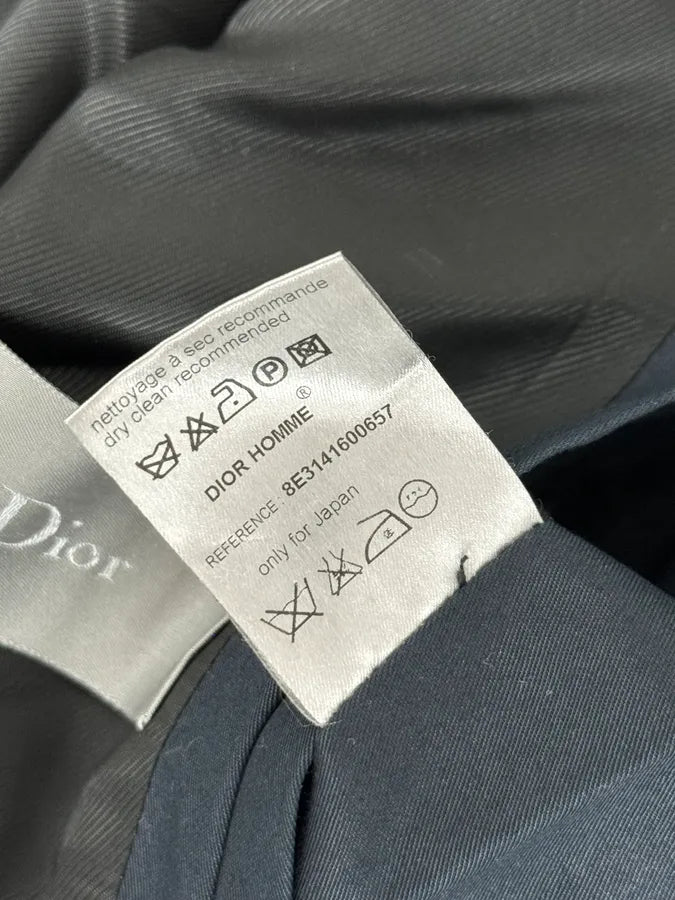 nettoyage à sec recommande
dry clean recommended
P
DIOR HOMME ®
REFERENCE : 8E3141600657
only for Japan
Dior